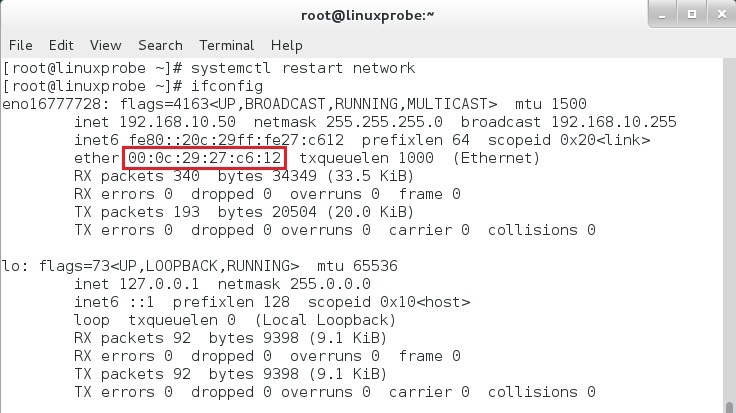 root@linuxprobe:~
File Edit View Search Terminal Help
[root@linuxprobe ~]# systemctl restart network
[root@linuxprobe ~]# ifconfig
eno16777728: flags=4163<UP,BROADCAST,RUNNING,MULTICAST>  mtu 1500
        inet 192.168.10.50  netmask 255.255.255.0  broadcast 192.168.10.255
        inet6 fe80::20c:29ff:fe27:c612  prefixlen 64  scopeid 0x20<link>
        ether 00:0c:29:27:c6:12  txqueuelen 1000  (Ethernet)
        RX packets 340  bytes 34349 (33.5 KiB)
        RX errors 0  dropped 0  overruns 0  frame 0
        TX packets 193  bytes 20504 (20.0 KiB)
        TX errors 0  dropped 0 overruns 0  carrier 0  collisions 0

lo: flags=73<UP,LOOPBACK,RUNNING>  mtu 65536
        inet 127.0.0.1  netmask 255.0.0.0
        inet6 ::1  prefixlen 128  scopeid 0x10<host>
        loop  txqueuelen 0  (Local Loopback)
        RX packets 92  bytes 9398 (9.1 KiB)
        RX errors 0  dropped 0  overruns 0  frame 0
        TX packets 92  bytes 9398 (9.1 KiB)
        TX errors 0  dropped 0 overruns 0  carrier 0  collisions 0